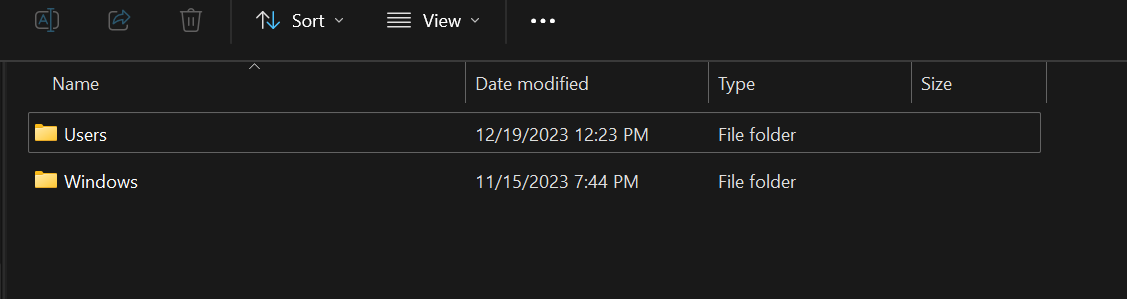 Sort View
Name Date modified Type Size
Users 12/19/2023 12:23 PM File folder
Windows 11/15/2023 7:44 PM File folder